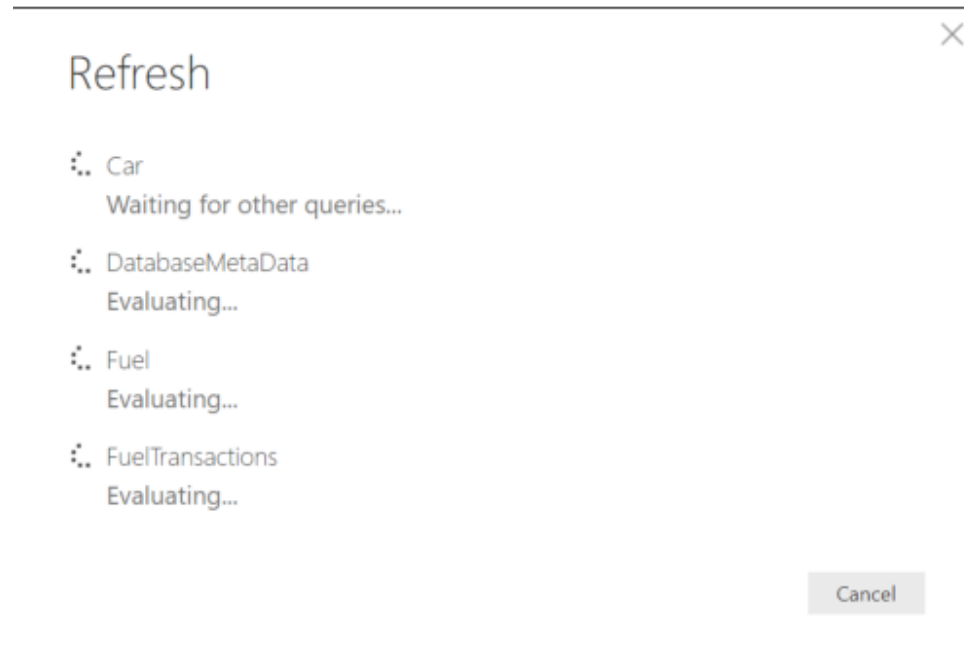 Refresh
Car
Waiting for other queries...
DatabaseMetaData
Evaluating...
Fuel
Evaluating...
FuelTransactions
Evaluating...
Cancel